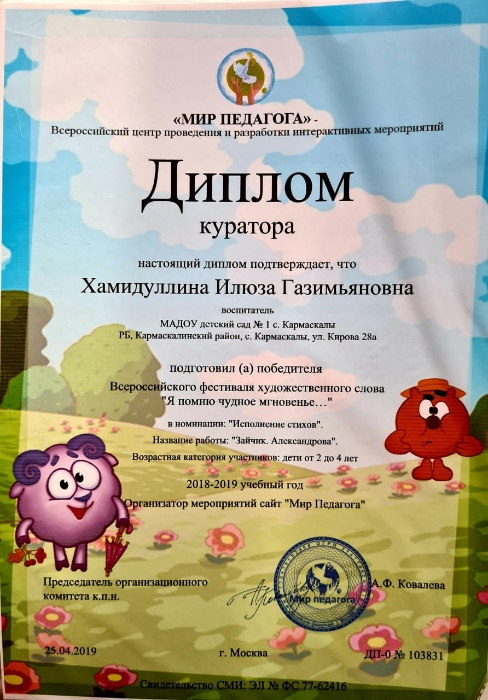 «МИР ПЕДАГОГА» -
Всероссийский центр проведения и разработки интерактивных мероприятий
Диплом
куратора
настоящий диплом подтверждает, что
Хамидуллина Илюза Газимьяновна
воспитатель
МАДОУ детский сад № 1 с. Кармаскалы
РБ, Кармаскалинский район, с. Кармаскалы, ул. Кирова 28а
подготовил (а) победителя
Всероссийского фестиваля художественного слова
"Я помню чудное мгновенье…"
в номинации: "Исполнение стихов".
Название работы: "Зайчик. Александрова".
Возрастная категория участников: дети от 2 до 4 лет
2018-2019 учебный год
Организатор мероприятий сайт "Мир Педагога"
Председатель организационного
комитета к.п.н.
Мир педагога
А.Ф. Ковалева
25.04.2019
г. Москва
ДП-0 № 103831
Свидетельство СМИ: ЭЛ № ФС 77-62416